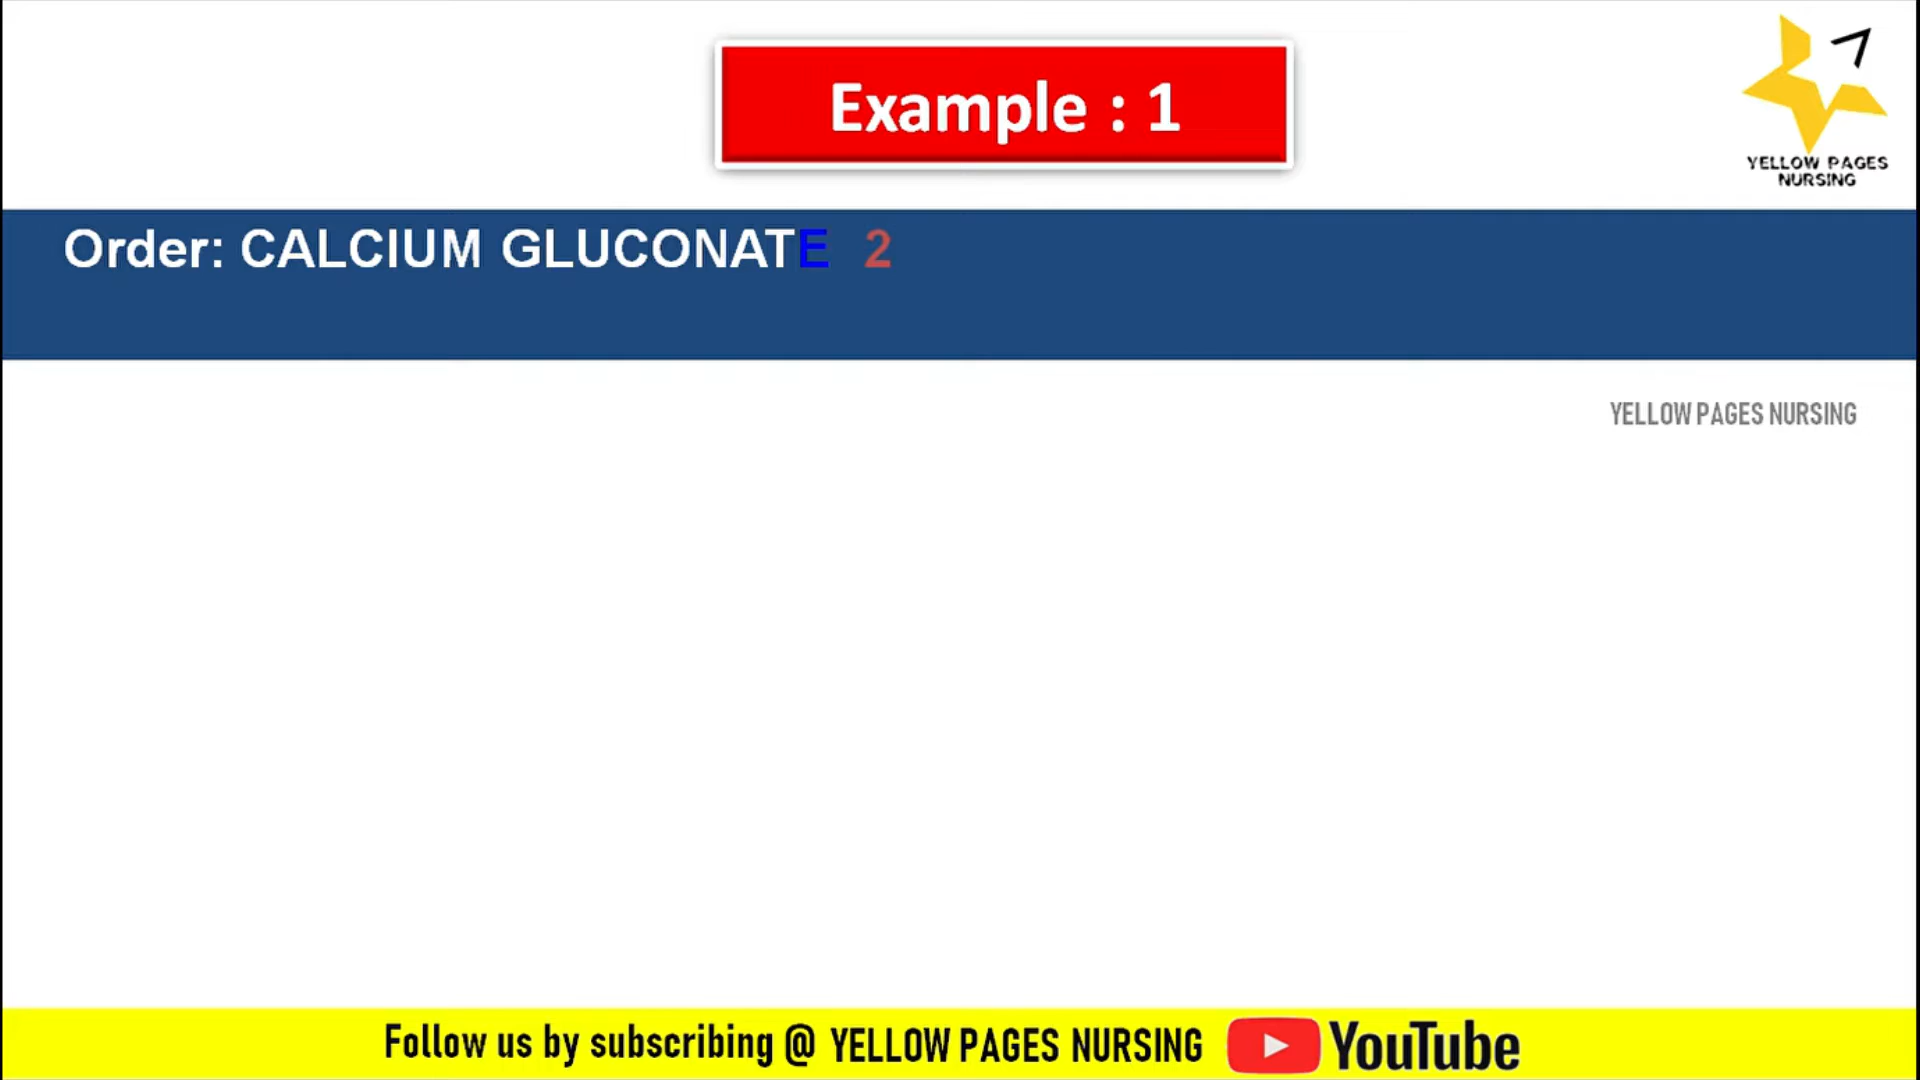 Example : 1
YELLOW PAGES
NURSING
Order: CALCIUM GLUCONATE 2
YELLOW PAGES NURSING
Follow us by subscribing @ YELLOW PAGES NURSING YouTube